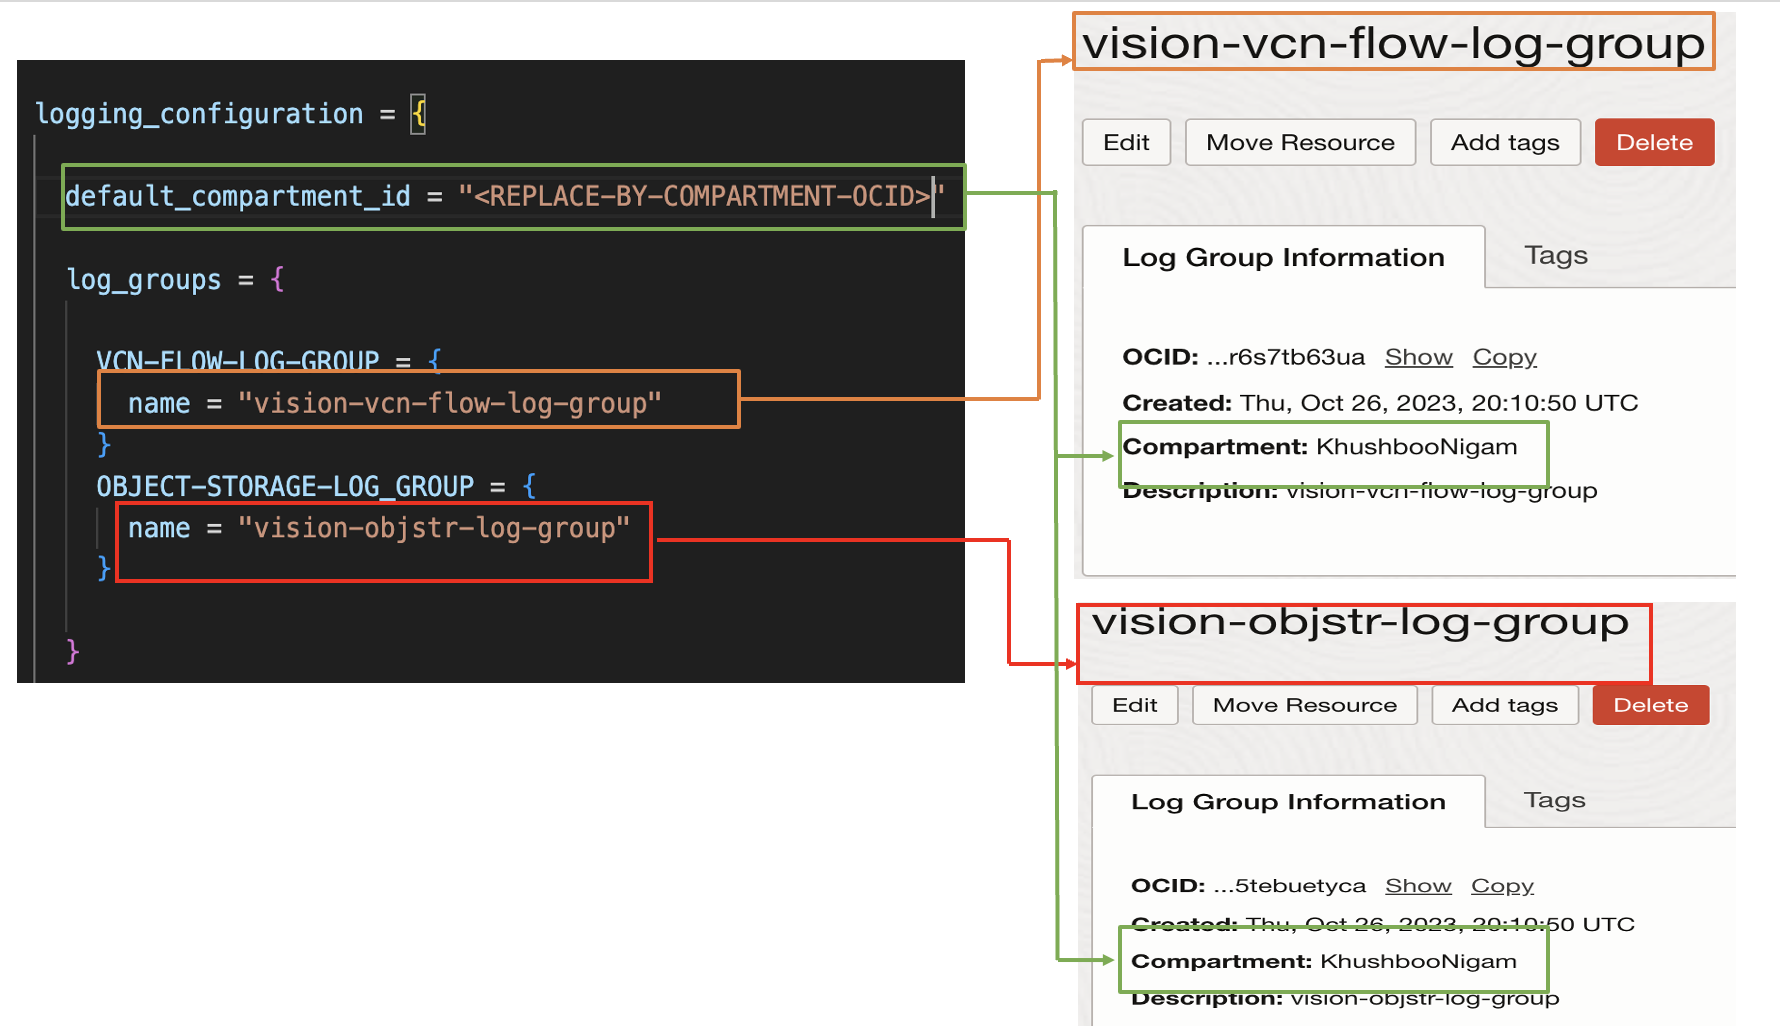 logging_configuration = {
default_compartment_id = "<REPLACE-BY-COMPARTMENT-OCID>"
log_groups = {
VCN-FLOW-LOG-GROUP = {
name = "vision-vcn-flow-log-group"
}
OBJECT-STORAGE-LOG_GROUP = {
name = "vision-objstr-log-group"
}
}
vision-vcn-flow-log-group
Edit Move Resource Add tags Delete
Log Group Information Tags
OCID: ...r6s7tb63ua Show Copy
Created: Thu, Oct 26, 2023, 20:10:50 UTC
Compartment: KhushbooNigam
Description: vision-vcn-flow-log-group
vision-objstr-log-group
Edit Move Resource Add tags Delete
Log Group Information Tags
OCID: ...5tebuetyca Show Copy
Created: Thu, Oct 26, 2023, 20:10:50 UTC
Compartment: KhushbooNigam
Description: vision-objstr-log-group